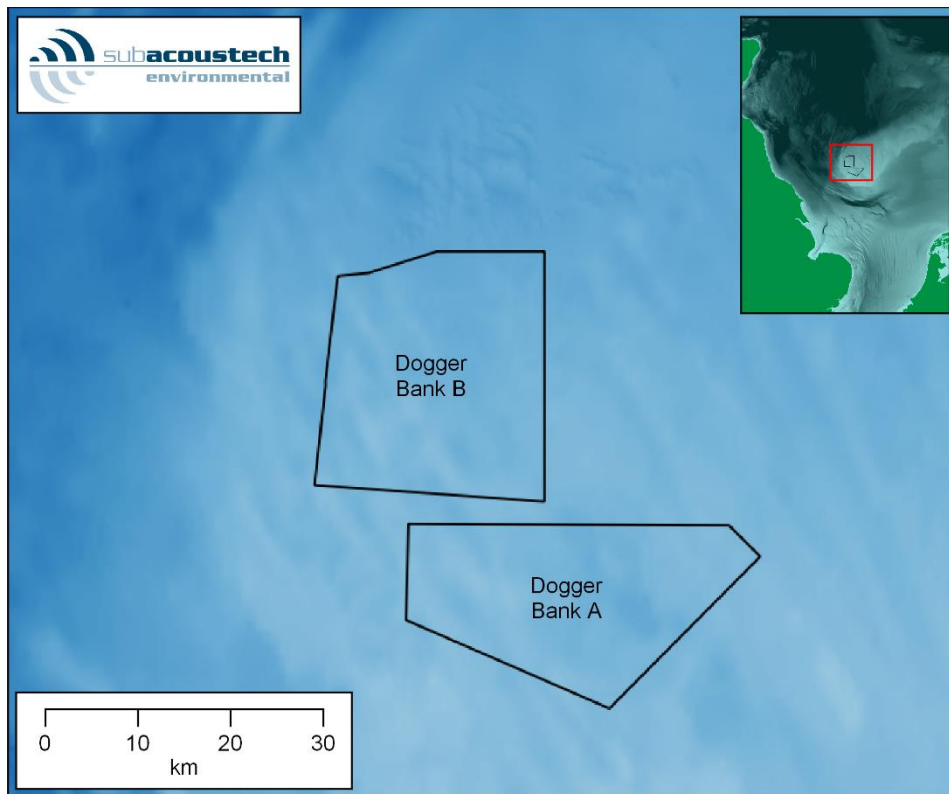 subacoustech
environmental
Dogger
Bank B
Dogger
Bank A
0 10 20 30
km